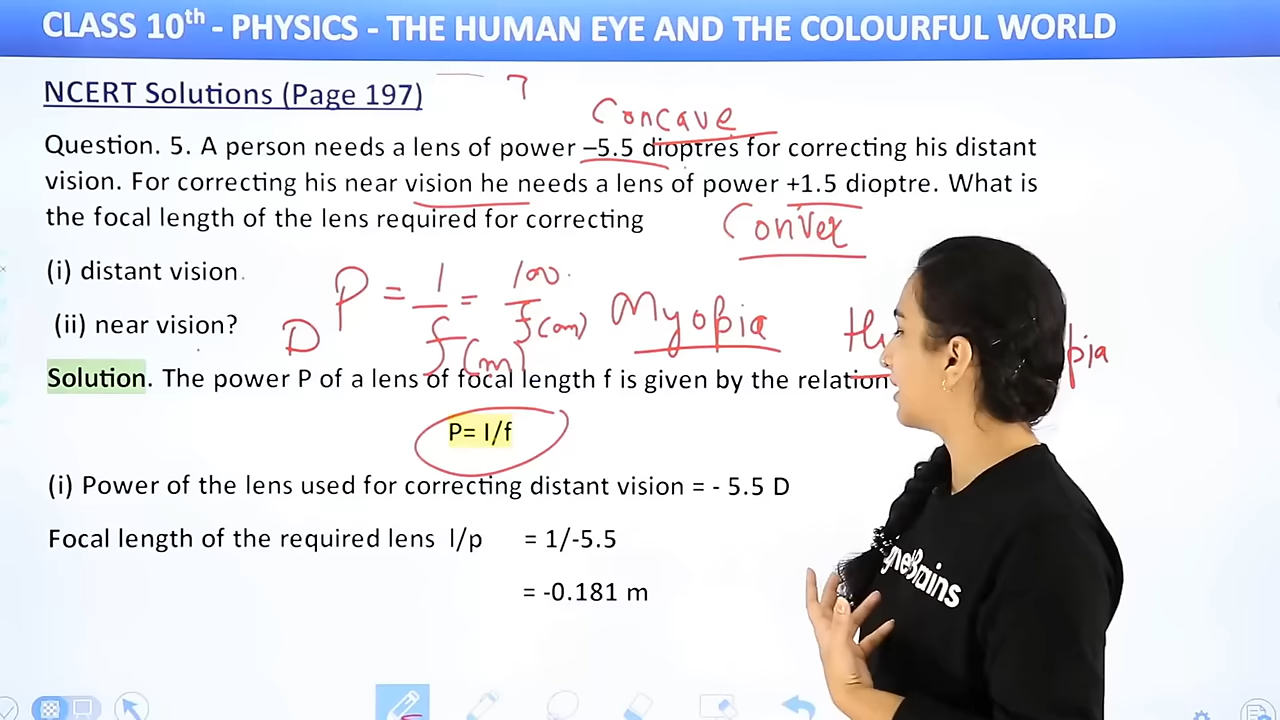 CLASS 10th - PHYSICS - THE HUMAN EYE AND THE COLOURFUL WORLD
NCERT Solutions (Page 197)
Concave
Question. 5. A person needs a lens of power –5.5 dioptres for correcting his distant
vision. For correcting his near vision he needs a lens of power +1.5 dioptre. What is
the focal length of the lens required for correcting
Convex
(i) distant vision.
P = 1/f(m) = 100/f(cm)
Myopia
(ii) near vision?
D
Solution. The power P of a lens of focal length f is given by the relation
P= I/f
(i) Power of the lens used for correcting distant vision = - 5.5 D
Focal length of the required lens l/p = 1/-5.5
= -0.181 m